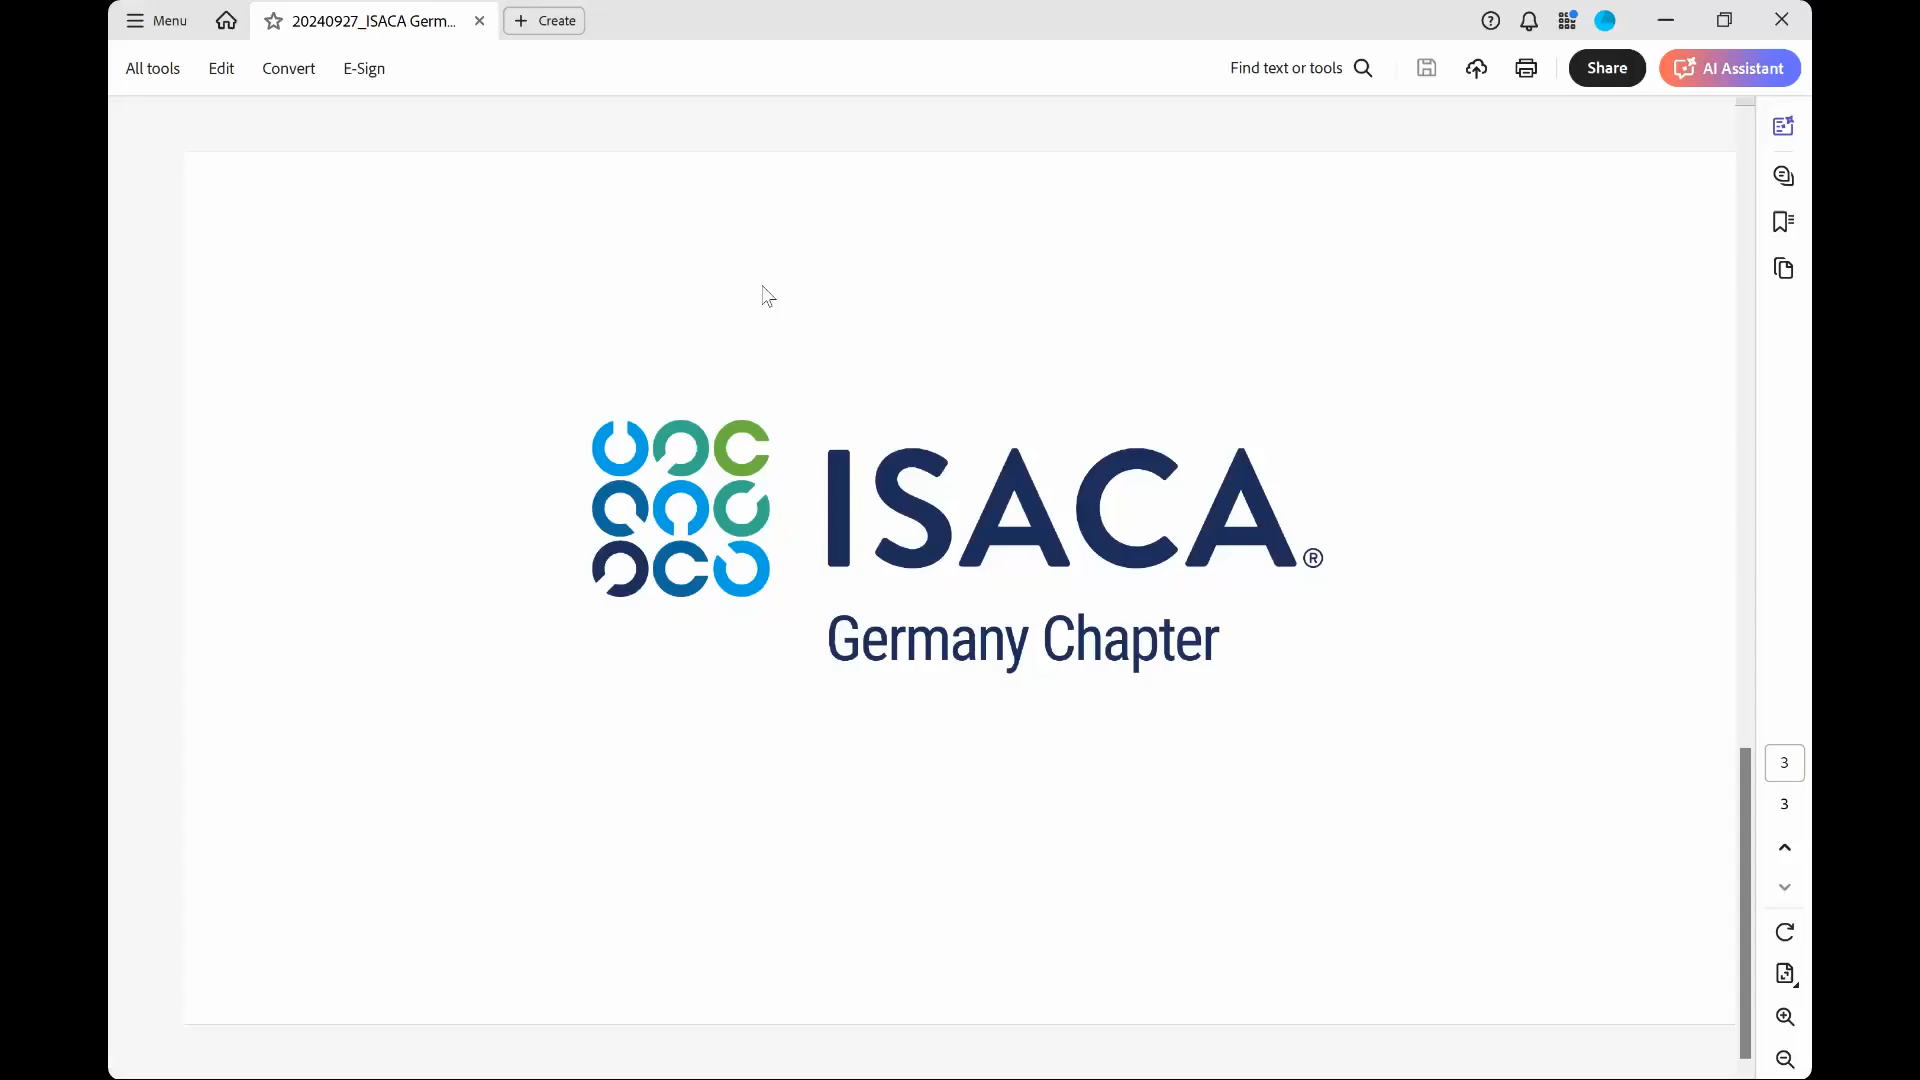 Menu
20240927_ISACA Germ...
Create
All tools
Edit
Convert
E-Sign
Find text or tools
Share
AI Assistant
ISACA®
Germany Chapter
3
3